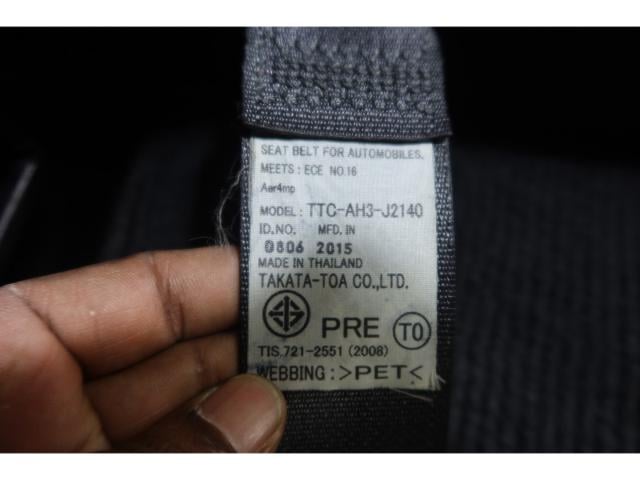 SEAT BELT FOR AUTOMOBILES.
MEETS : ECE NO.16
Aər4mp
MODEL : TTC-AH3-J2140
ID.NO. MFD. IN
0806 2015
MADE IN THAILAND
TAKATA-TOA CO.,LTD.
PRE TO
TIS.721-2551 (2008)
WEBBING : >PET<